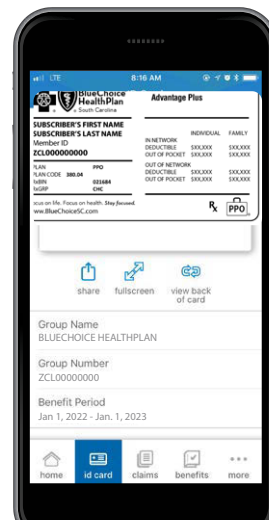 LTE 8:16 AM
BlueChoice
HealthPlan
South Carolina
Advantage Plus
SUBSCRIBER'S FIRST NAME
SUBSCRIBER'S LAST NAME
Member ID
ZCL000000000
PLAN PPO
PLAN CODE 380.04
RxBIN 021684
RxGRP CHC
Focus on life. Focus on health. Stay focused.
www.BlueChoiceSC.com
INDIVIDUAL FAMILY
IN NETWORK
DEDUCTIBLE $XX,XXX $XX,XXX
OUT OF POCKET $XX,XXX $XX,XXX
OUT OF NETWORK
DEDUCTIBLE $XX,XXX $XX,XXX
OUT OF POCKET $XX,XXX $XX,XXX
Rx PPO
share fullscreen view back
of card
Group Name
BLUECHOICE HEALTHPLAN
Group Number
ZCL00000000
Benefit Period
Jan 1, 2022 - Jan. 1, 2023
home id card claims benefits more